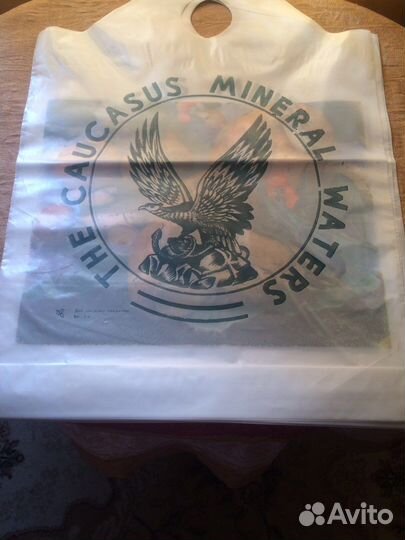 THE CAUCASUS MINERAL WATERS
Avito